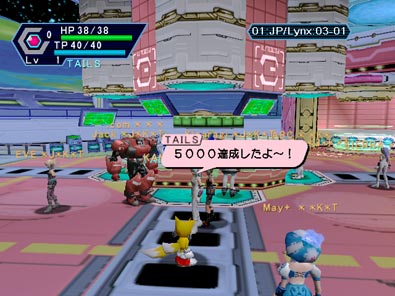 0
HP 38/38
TP 40/40
Lv 1
TAILS
01:JP/Lynx:03-01
TAILS
5000達成したよ~!
May+ **K*T